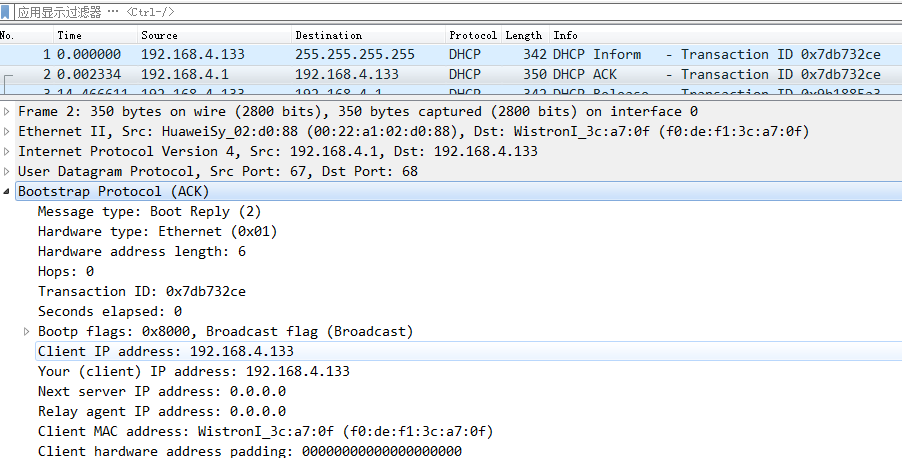 应用显示过滤器 … <Ctrl-/>
No. Time Source Destination Protocol Length Info
1 0.000000 192.168.4.133 255.255.255.255 DHCP 342 DHCP Inform - Transaction ID 0x7db732ce
2 0.002334 192.168.4.1 192.168.4.133 DHCP 350 DHCP ACK - Transaction ID 0x7db732ce
3 14.466611 192.168.4.133 192.168.4.1 DHCP 342 DHCP Release - Transaction ID 0x9b1885a3
Frame 2: 350 bytes on wire (2800 bits), 350 bytes captured (2800 bits) on interface 0
Ethernet II, Src: HuaweiSy_02:d0:88 (00:22:a1:02:d0:88), Dst: WistronI_3c:a7:0f (f0:de:f1:3c:a7:0f)
Internet Protocol Version 4, Src: 192.168.4.1, Dst: 192.168.4.133
User Datagram Protocol, Src Port: 67, Dst Port: 68
Bootstrap Protocol (ACK)
Message type: Boot Reply (2)
Hardware type: Ethernet (0x01)
Hardware address length: 6
Hops: 0
Transaction ID: 0x7db732ce
Seconds elapsed: 0
Bootp flags: 0x8000, Broadcast flag (Broadcast)
Client IP address: 192.168.4.133
Your (client) IP address: 192.168.4.133
Next server IP address: 0.0.0.0
Relay agent IP address: 0.0.0.0
Client MAC address: WistronI_3c:a7:0f (f0:de:f1:3c:a7:0f)
Client hardware address padding: 00000000000000000000